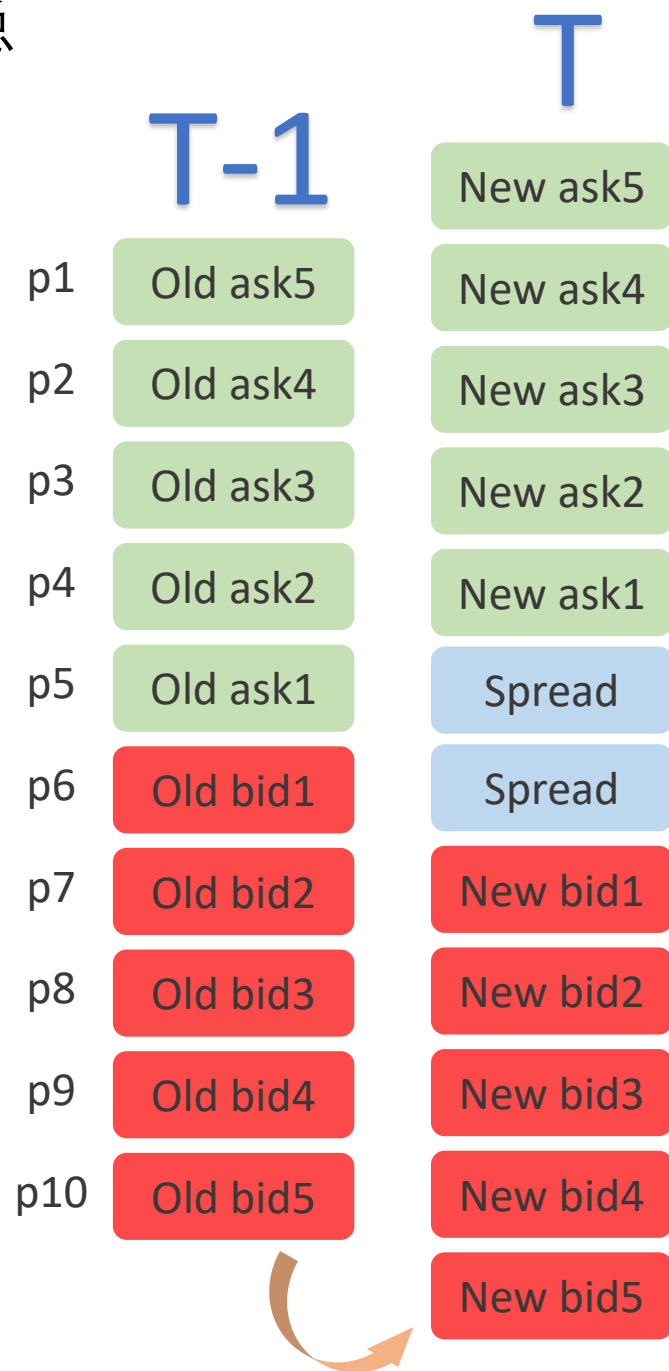 T
T-1
New ask5
p1 Old ask5 New ask4
p2 Old ask4 New ask3
p3 Old ask3 New ask2
p4 Old ask2 New ask1
p5 Old ask1 Spread
p6 Old bid1 Spread
p7 Old bid2 New bid1
p8 Old bid3 New bid2
p9 Old bid4 New bid3
p10 Old bid5 New bid4
New bid5